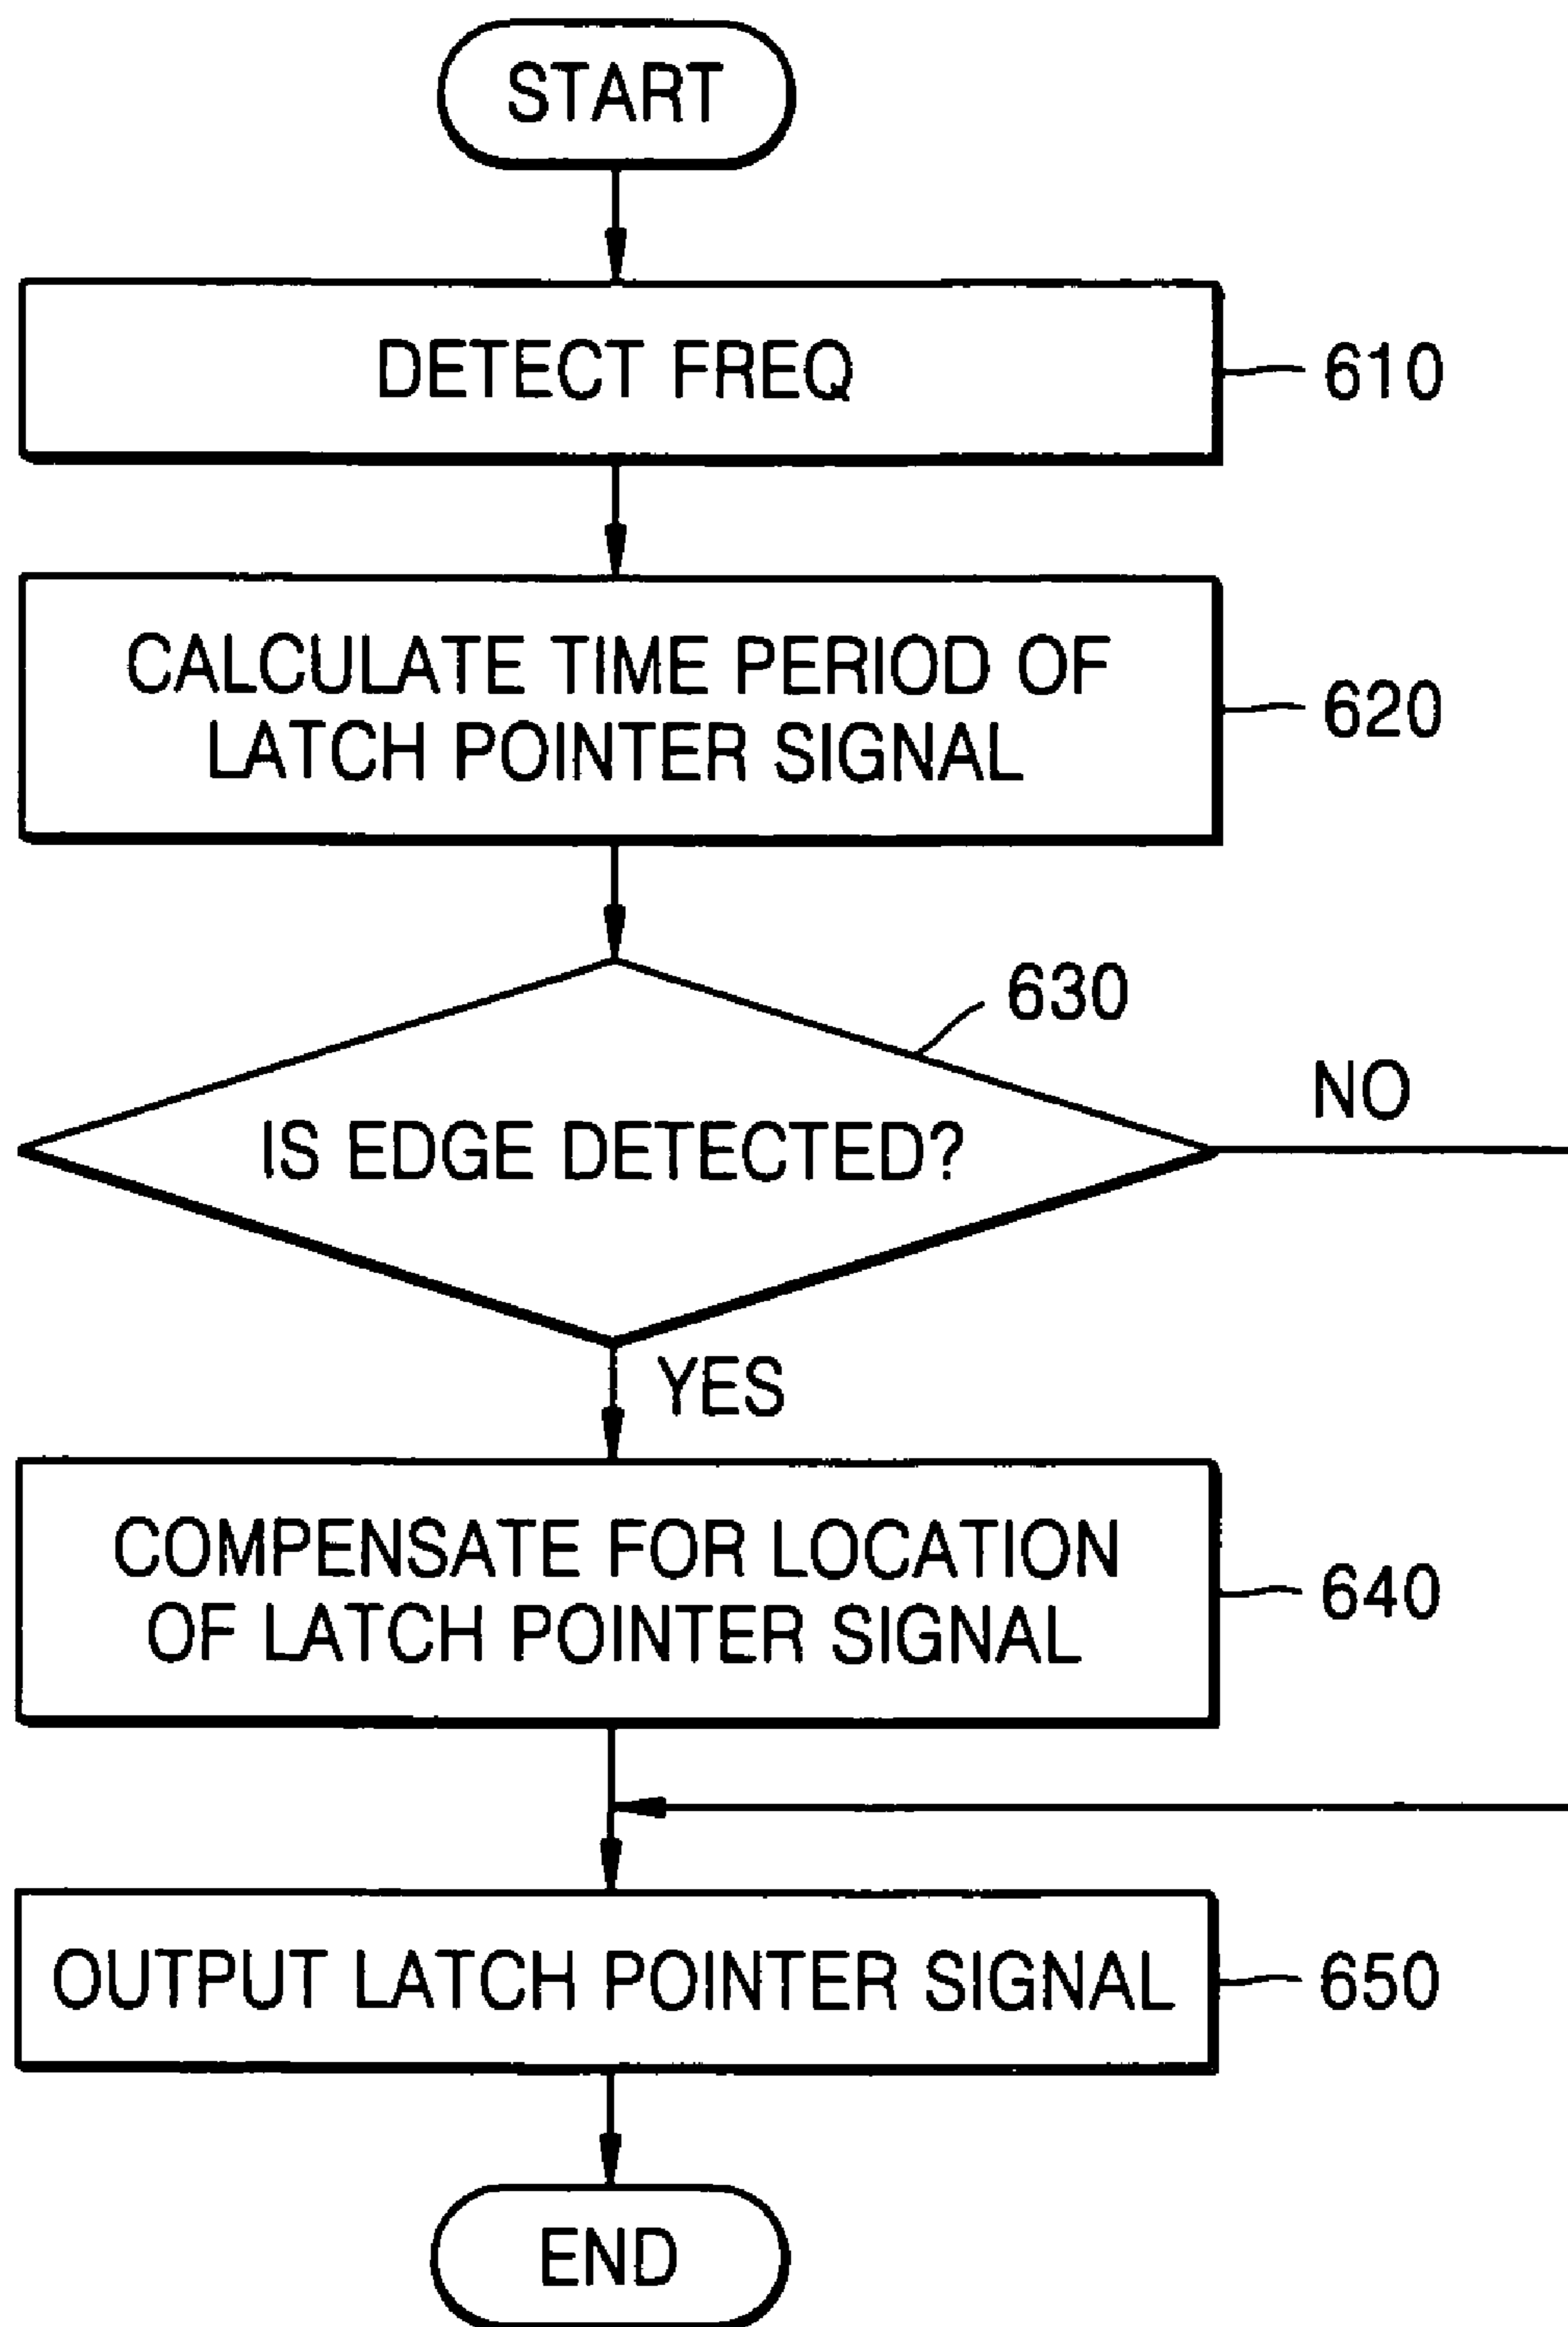 START
DETECT FREQ
610
CALCULATE TIME PERIOD OF
LATCH POINTER SIGNAL
620
630
IS EDGE DETECTED?
NO
YES
COMPENSATE FOR LOCATION
OF LATCH POINTER SIGNAL
640
OUTPUT LATCH POINTER SIGNAL
650
END